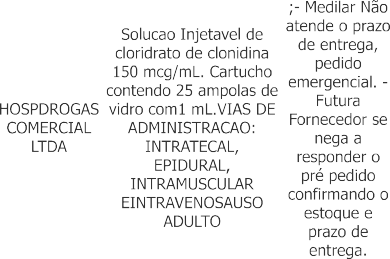 HOSPDROGAS
COMERCIAL
LTDA
Solucao Injetavel de
cloridrato de clonidina
150 mcg/mL. Cartucho
contendo 25 ampolas de
vidro com1 mL.VIAS DE
ADMINISTRACAO:
INTRATECAL,
EPIDURAL,
INTRAMUSCULAR
EINTRAVENOSAUSO
ADULTO
;- Medilar Não
atende o prazo
de entrega,
pedido
emergencial. -
Futura
Fornecedor se
nega a
responder o
pré pedido
confirmando o
estoque e
prazo de
entrega.